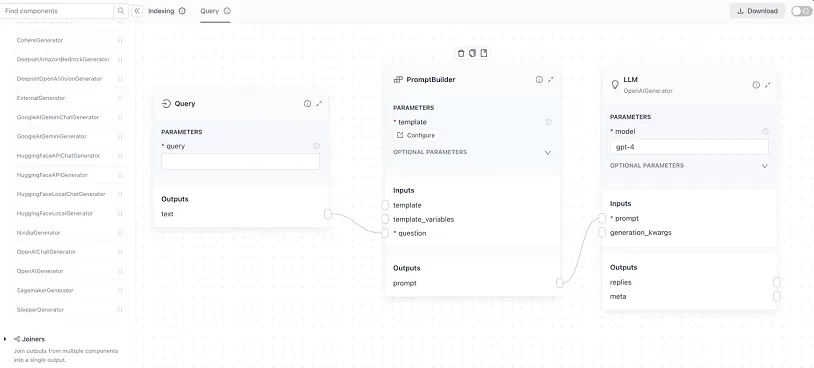 Find components
Indexing
Query
Download
CohereGenerator
DeepsetAmazonBedrockGenerator
DeepsetOpenAIVisionGenerator
ExternalGenerator
GoogleAIGeminiChatGenerator
GoogleAIGeminiGenerator
HuggingFaceAPIChatGenerator
HuggingFaceAPIGenerator
HuggingFaceLocalChatGenerator
HuggingFaceLocalGenerator
NvidiaGenerator
OpenAIChatGenerator
OpenAIGenerator
SagemakerGenerator
SleeperGenerator
Joiners
Join outputs from multiple components
into a single output.
Query
PARAMETERS
* query
Outputs
text
PromptBuilder
PARAMETERS
* template
Configure
OPTIONAL PARAMETERS
Inputs
template
template_variables
* question
Outputs
prompt
LLM
OpenAIGenerator
PARAMETERS
* model
gpt-4
OPTIONAL PARAMETERS
Inputs
* prompt
generation_kwargs
Outputs
replies
meta